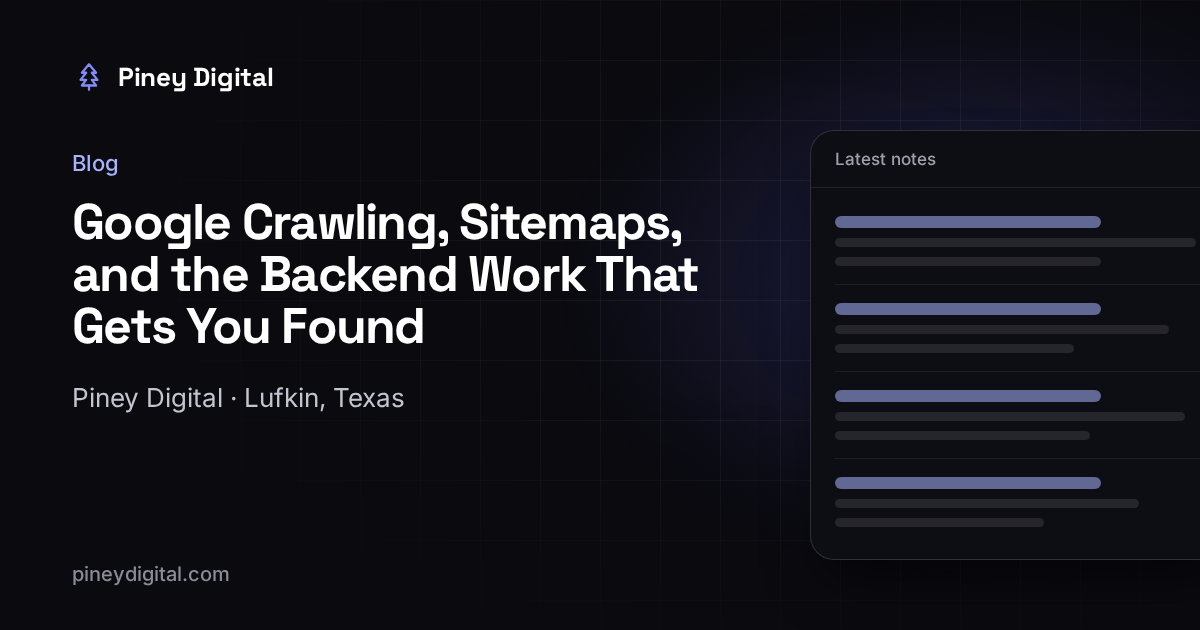 Piney Digital
Blog
Google Crawling, Sitemaps,
and the Backend Work That
Gets You Found
Piney Digital · Lufkin, Texas
pineydigital.com
Latest notes